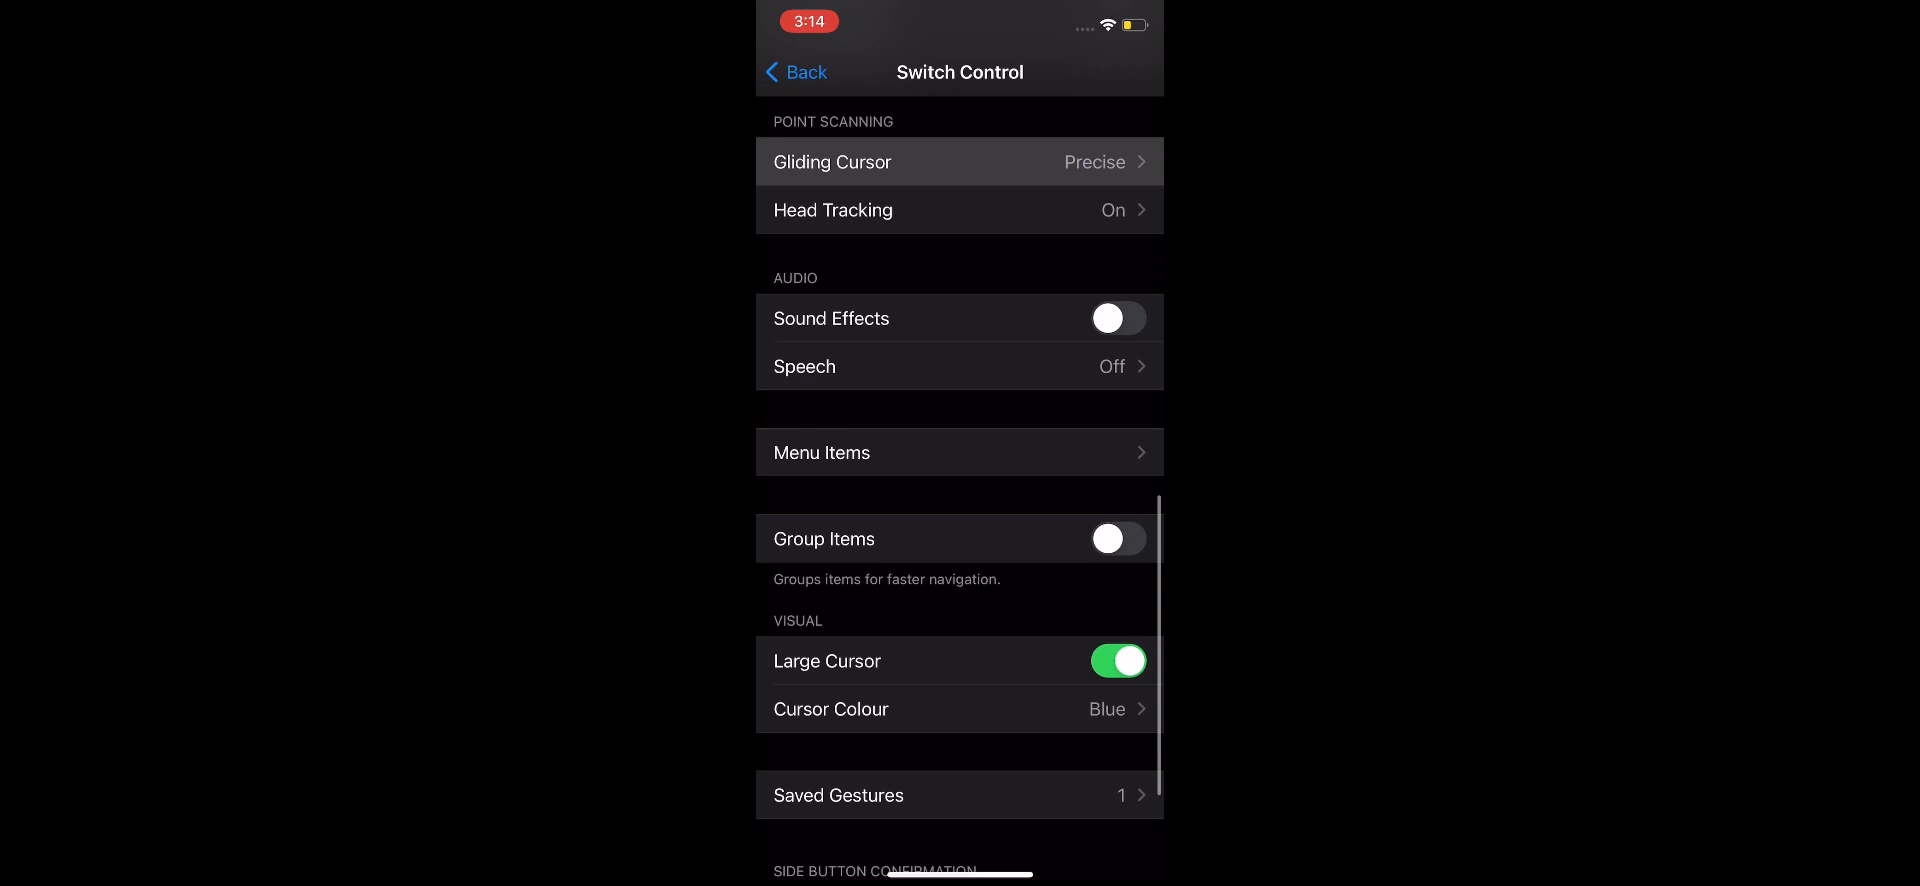 3:14
Back
Switch Control
POINT SCANNING
Gliding Cursor Precise
Head Tracking On
AUDIO
Sound Effects
Speech Off
Menu Items
Group Items
Groups items for faster navigation.
VISUAL
Large Cursor
Cursor Colour Blue
Saved Gestures 1
SIDE BUTTON CONFIRMATION